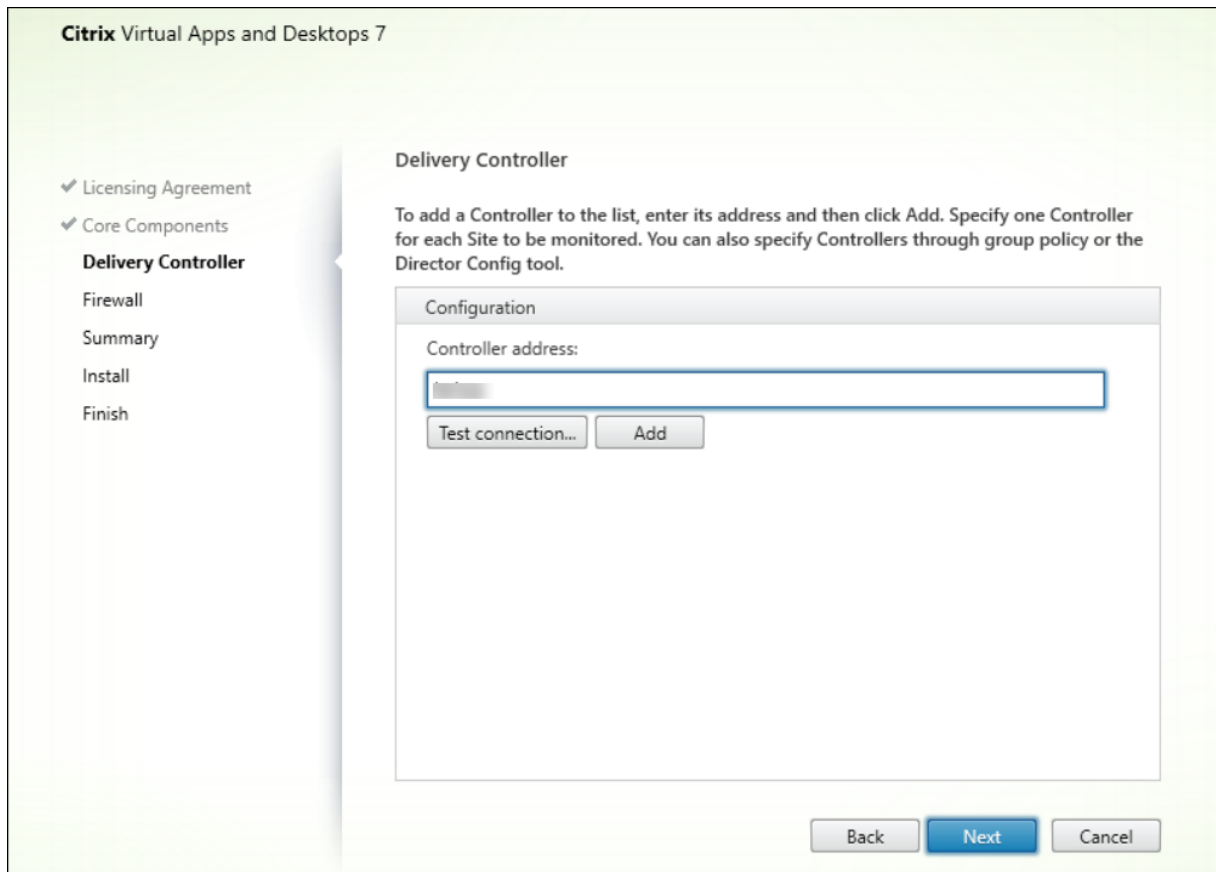 Citrix Virtual Apps and Desktops 7
Licensing Agreement
Core Components
Delivery Controller
Firewall
Summary
Install
Finish
Delivery Controller
To add a Controller to the list, enter its address and then click Add. Specify one Controller
for each Site to be monitored. You can also specify Controllers through group policy or the
Director Config tool.
Configuration
Controller address:
Test connection...
Add
Back
Next
Cancel